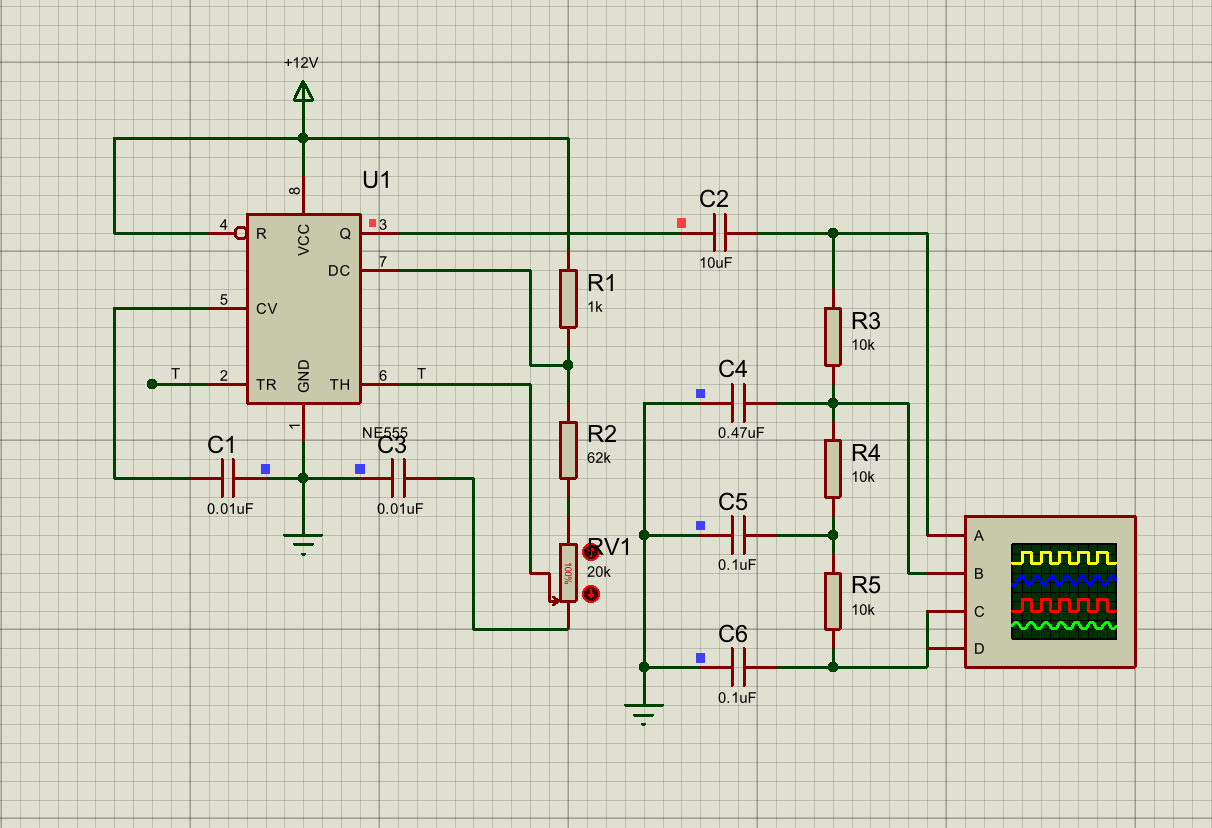 +12V
U1
8
VCC
4
R
Q
3
DC
7
5
CV
T
2
TR
GND
TH
6
T
1
NE555
C1
0.01uF
C3
0.01uF
R1
1k
R2
62k
RV1
100%
20k
C2
10uF
R3
10k
C4
0.47uF
R4
10k
C5
0.1uF
R5
10k
C6
0.1uF
A
B
C
D